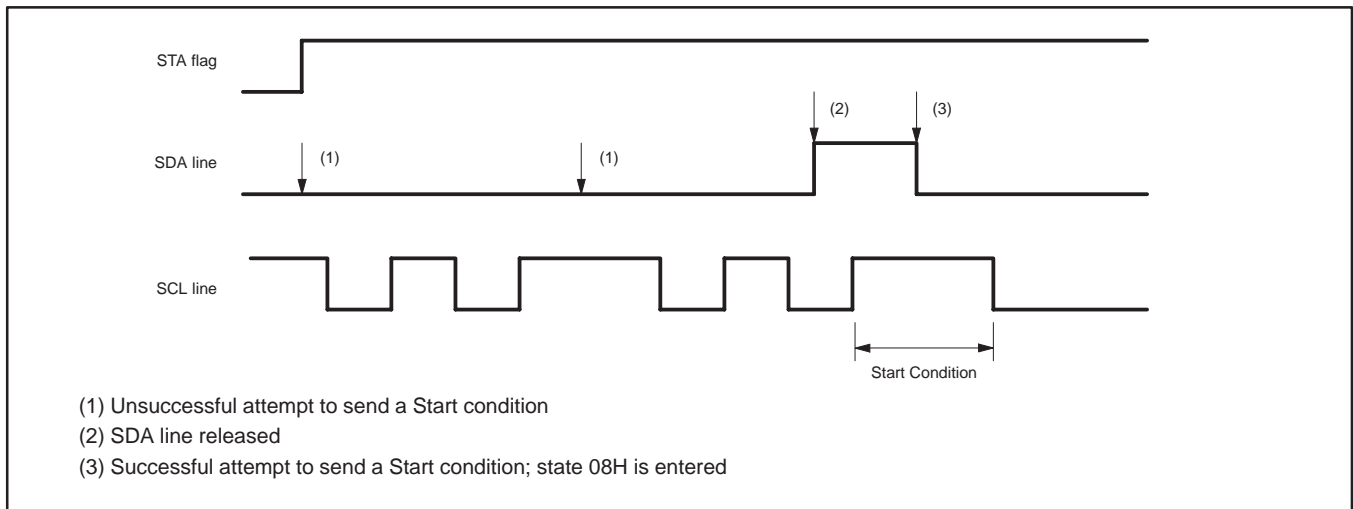 STA flag
(2)
(3)
SDA line
(1)
(1)
SCL line
Start Condition
(1) Unsuccessful attempt to send a Start condition
(2) SDA line released
(3) Successful attempt to send a Start condition; state 08H is entered